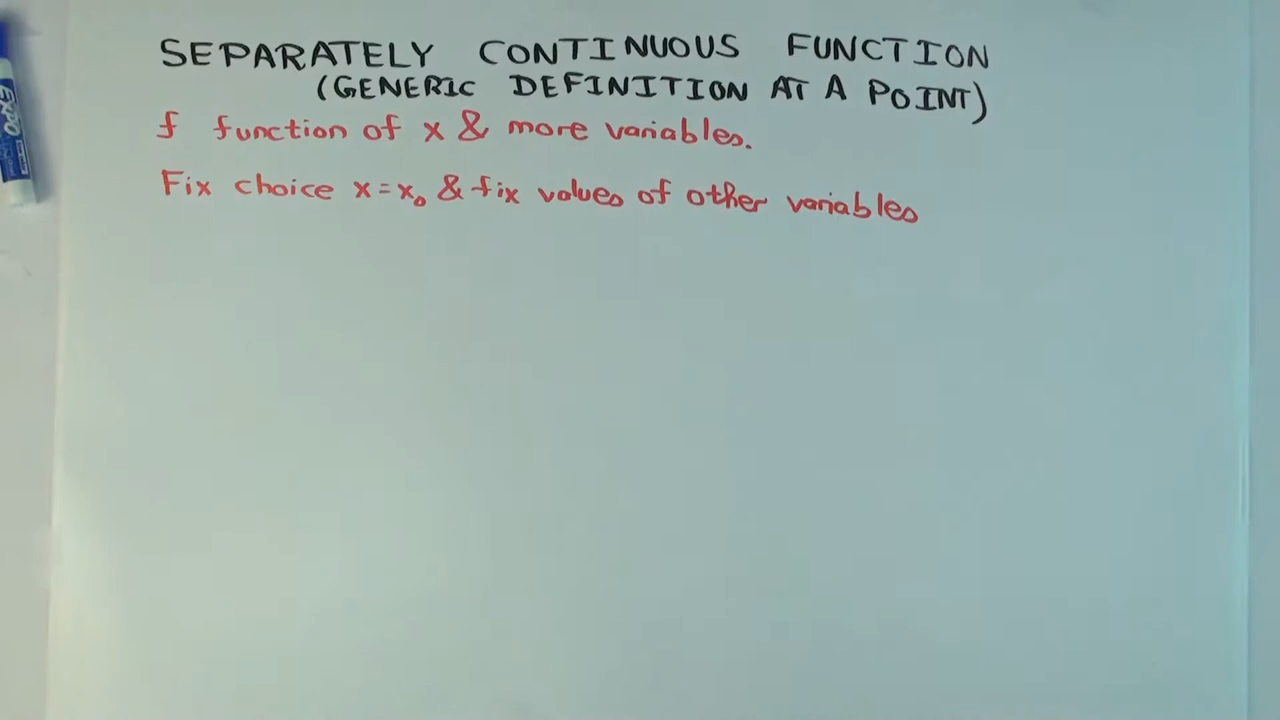 SEPARATELY CONTINUOUS FUNCTION
(GENERIC DEFINITION AT A POINT)
f function of x & more variables.
Fix choice x=x₀ & fix values of other variables
EXPO